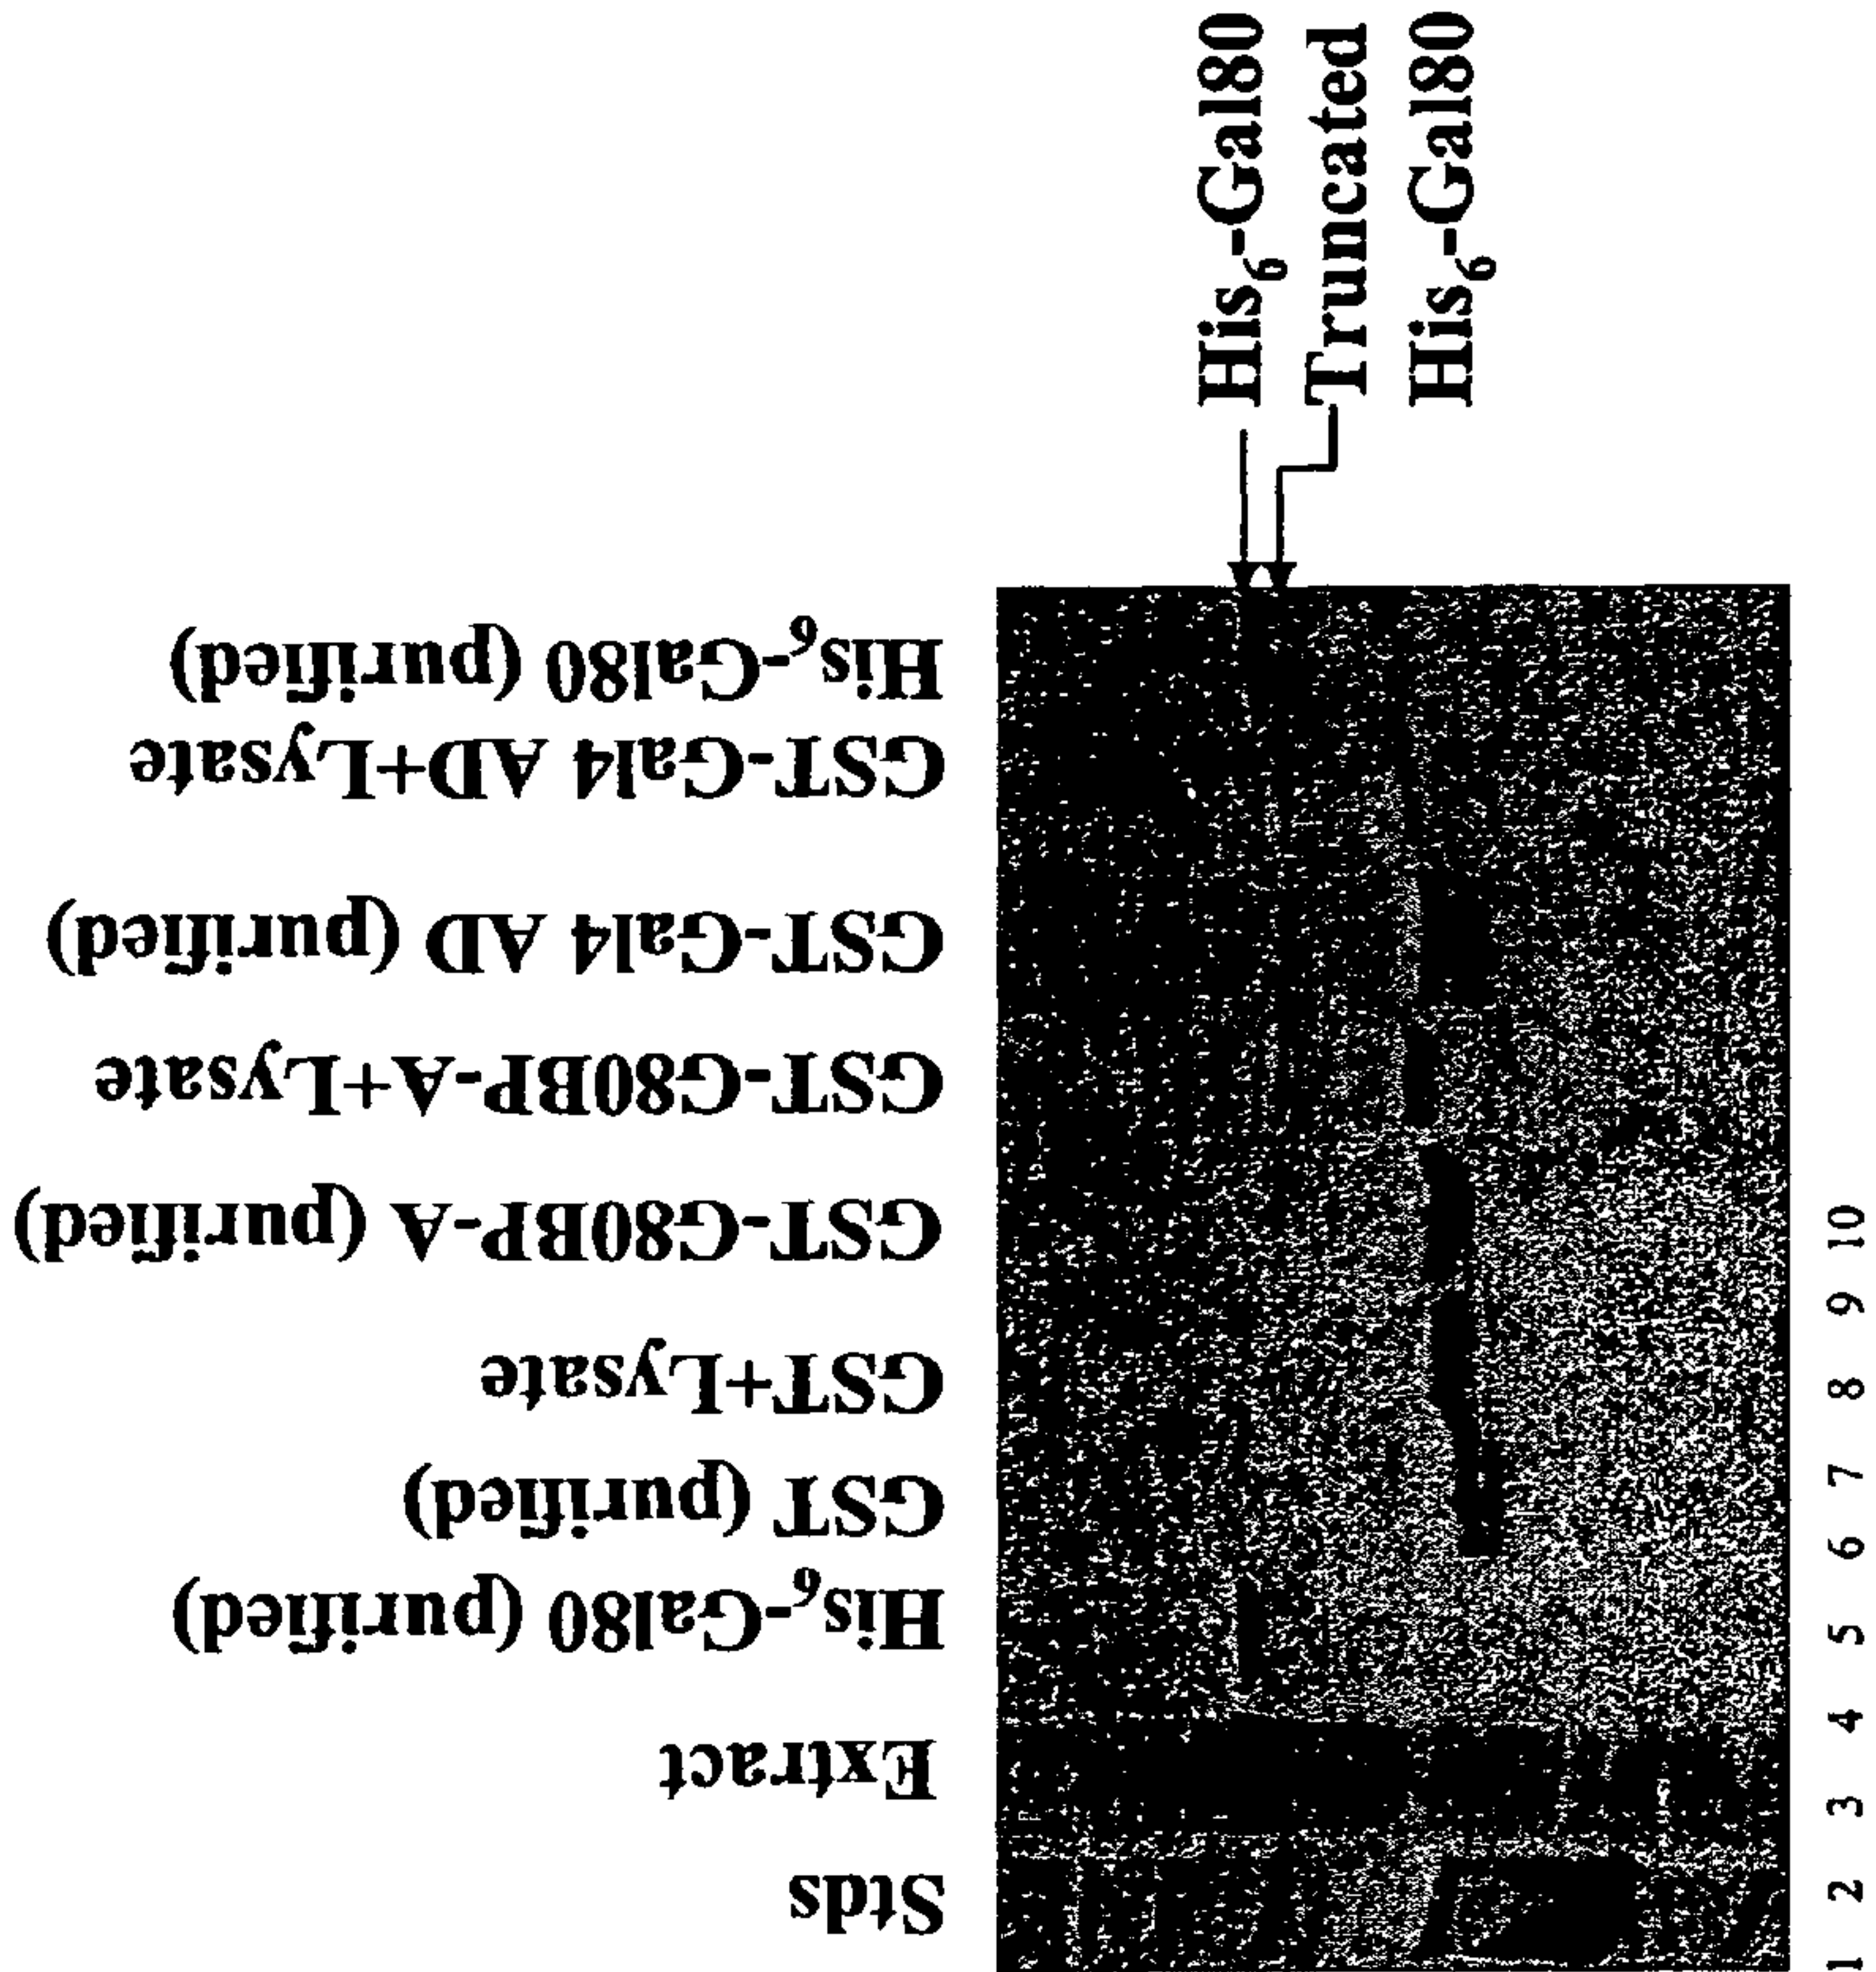 Stds
Extract
His₆-Gal80 (purified)
GST (purified)
GST+Lysate
GST-G80BP-A (purified)
GST-G80BP-A+Lysate
GST-Gal4 AD (purified)
GST-Gal4 AD+Lysate
His₆-Gal80 (purified)
His₆-Gal80
Truncated
His₆-Gal80
1 2 3 4 5 6 7 8 9 10